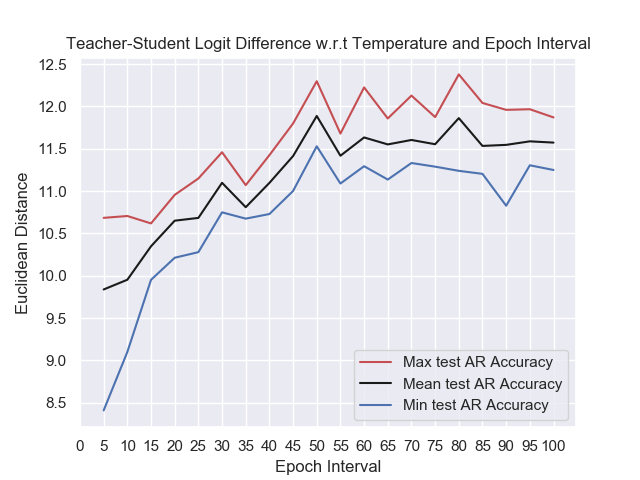 Teacher-Student Logit Difference w.r.t Temperature and Epoch Interval
12.5
12.0
11.5
11.0
10.5
10.0
9.5
9.0
8.5
Euclidean Distance
Max test AR Accuracy
Mean test AR Accuracy
Min test AR Accuracy
0 5 10 15 20 25 30 35 40 45 50 55 60 65 70 75 80 85 90 95 100
Epoch Interval